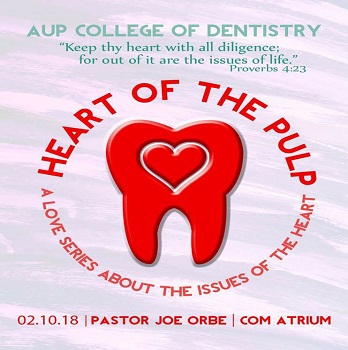 AUP COLLEGE OF DENTISTRY
“Keep thy heart with all diligence;
for out of it are the issues of life.”
Proverbs 4:23
HEART OF THE PULP
A LOVE SERIES ABOUT THE ISSUES OF THE HEART
02.10.18 | PASTOR JOE ORBE | COM ATRIUM